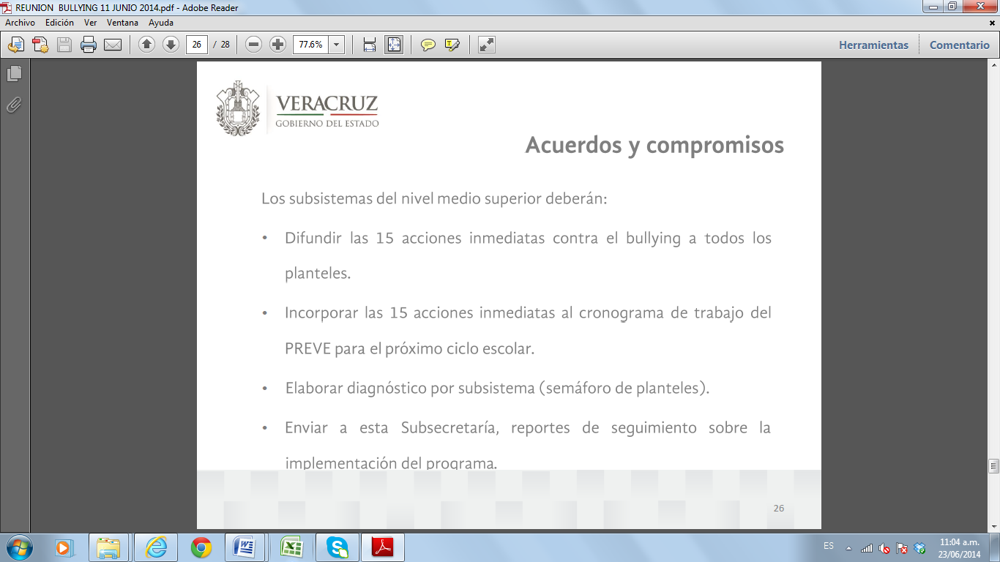 REUNION  BULLYING 11 JUNIO 2014.pdf - Adobe Reader
Archivo Edición Ver Ventana Ayuda
26 / 28 77.6% Herramientas Comentario
VERACRUZ
GOBIERNO DEL ESTADO
Acuerdos y compromisos
Los subsistemas del nivel medio superior deberán:
• Difundir las 15 acciones inmediatas contra el bullying a todos los
planteles.
• Incorporar las 15 acciones inmediatas al cronograma de trabajo del
PREVE para el próximo ciclo escolar.
• Elaborar diagnóstico por subsistema (semáforo de planteles).
• Enviar a esta Subsecretaría, reportes de seguimiento sobre la
implementación del programa.
26
ES
11:04 a.m.
23/06/2014